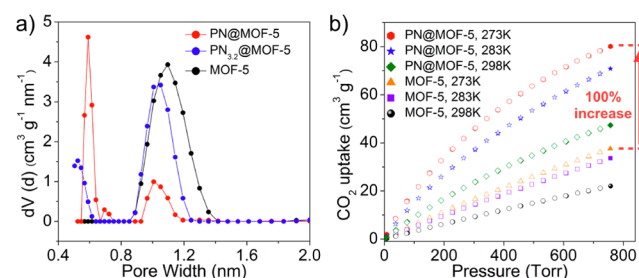 a)
PN@MOF-5
PN3.2@MOF-5
MOF-5
dV (d) (cm3 g-1 nm-1)
5
4
3
2
1
0
0.4 0.8 1.2 1.6 2.0
Pore Width (nm)
b)
PN@MOF-5, 273K
PN@MOF-5, 283K
PN@MOF-5, 298K
MOF-5, 273K
MOF-5, 283K
MOF-5, 298K
100%
increase
CO2 uptake (cm3 g-1)
80
60
40
20
0
0 200 400 600 800
Pressure (Torr)